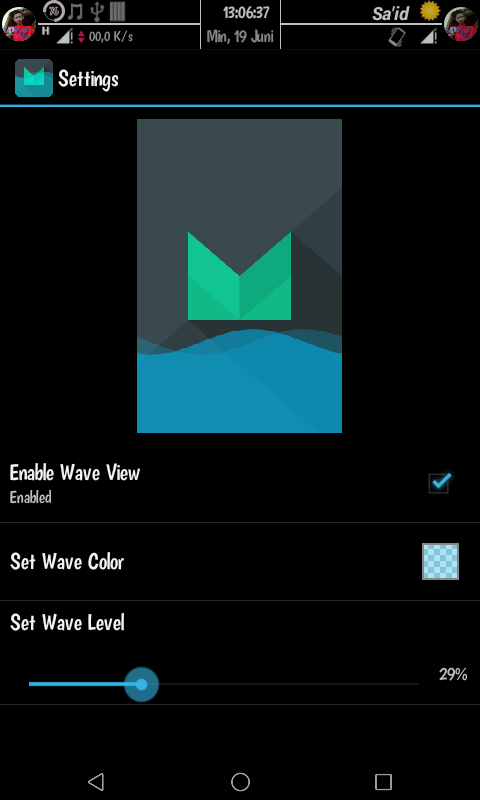 76
13:06:37
Sa'id
H
00,0 K/s
Min, 19 Juni
Settings
Enable Wave View
Enabled
Set Wave Color
Set Wave Level
29%